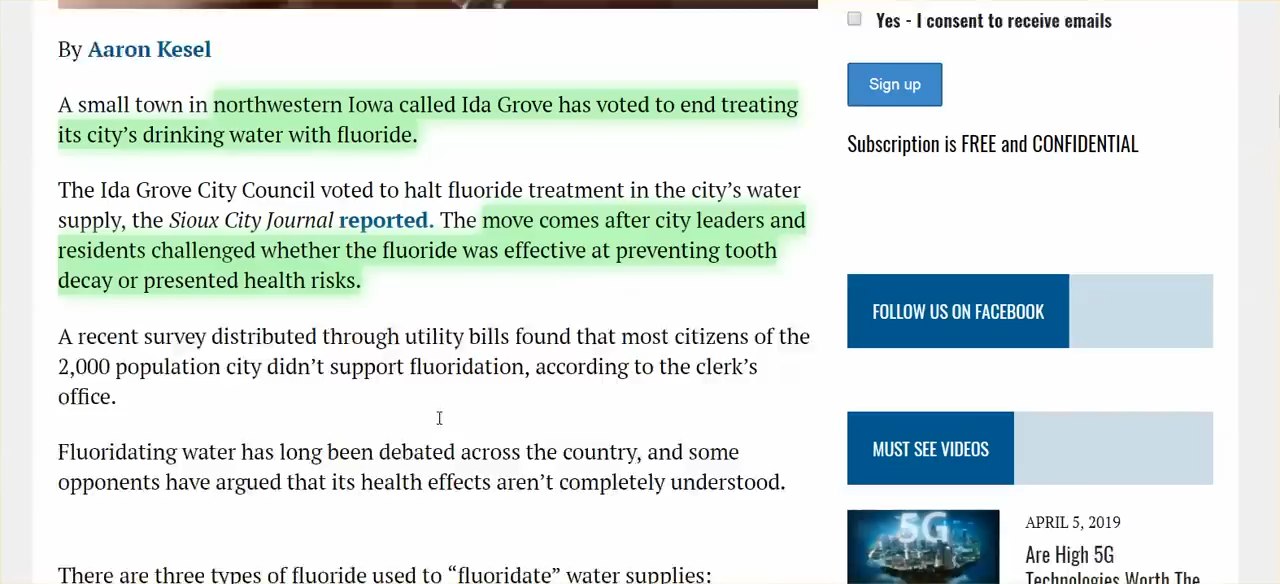 By Aaron Kesel
A small town in northwestern Iowa called Ida Grove has voted to end treating
its city’s drinking water with fluoride.
The Ida Grove City Council voted to halt fluoride treatment in the city’s water
supply, the Sioux City Journal reported. The move comes after city leaders and
residents challenged whether the fluoride was effective at preventing tooth
decay or presented health risks.
A recent survey distributed through utility bills found that most citizens of the
2,000 population city didn’t support fluoridation, according to the clerk’s
office.
Fluoridating water has long been debated across the country, and some
opponents have argued that its health effects aren’t completely understood.
There are three types of fluoride used to “fluoridate” water supplies:
Yes - I consent to receive emails
Sign up
Subscription is FREE and CONFIDENTIAL
FOLLOW US ON FACEBOOK
MUST SEE VIDEOS
5G
APRIL 5, 2019
Are High 5G
Technologies Worth The